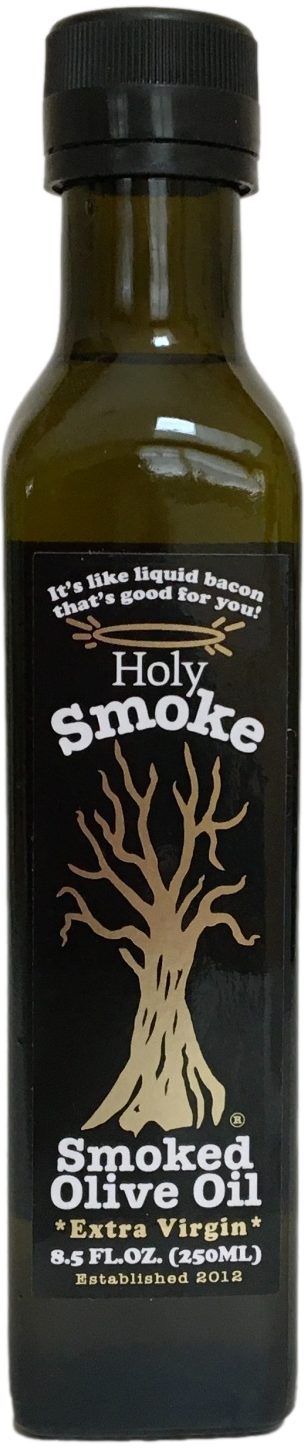 It's like liquid bacon
that's good for you!
Holy
Smoke
®
Smoked
Olive Oil
*Extra Virgin*
8.5 FL.OZ. (250ML)
Established 2012